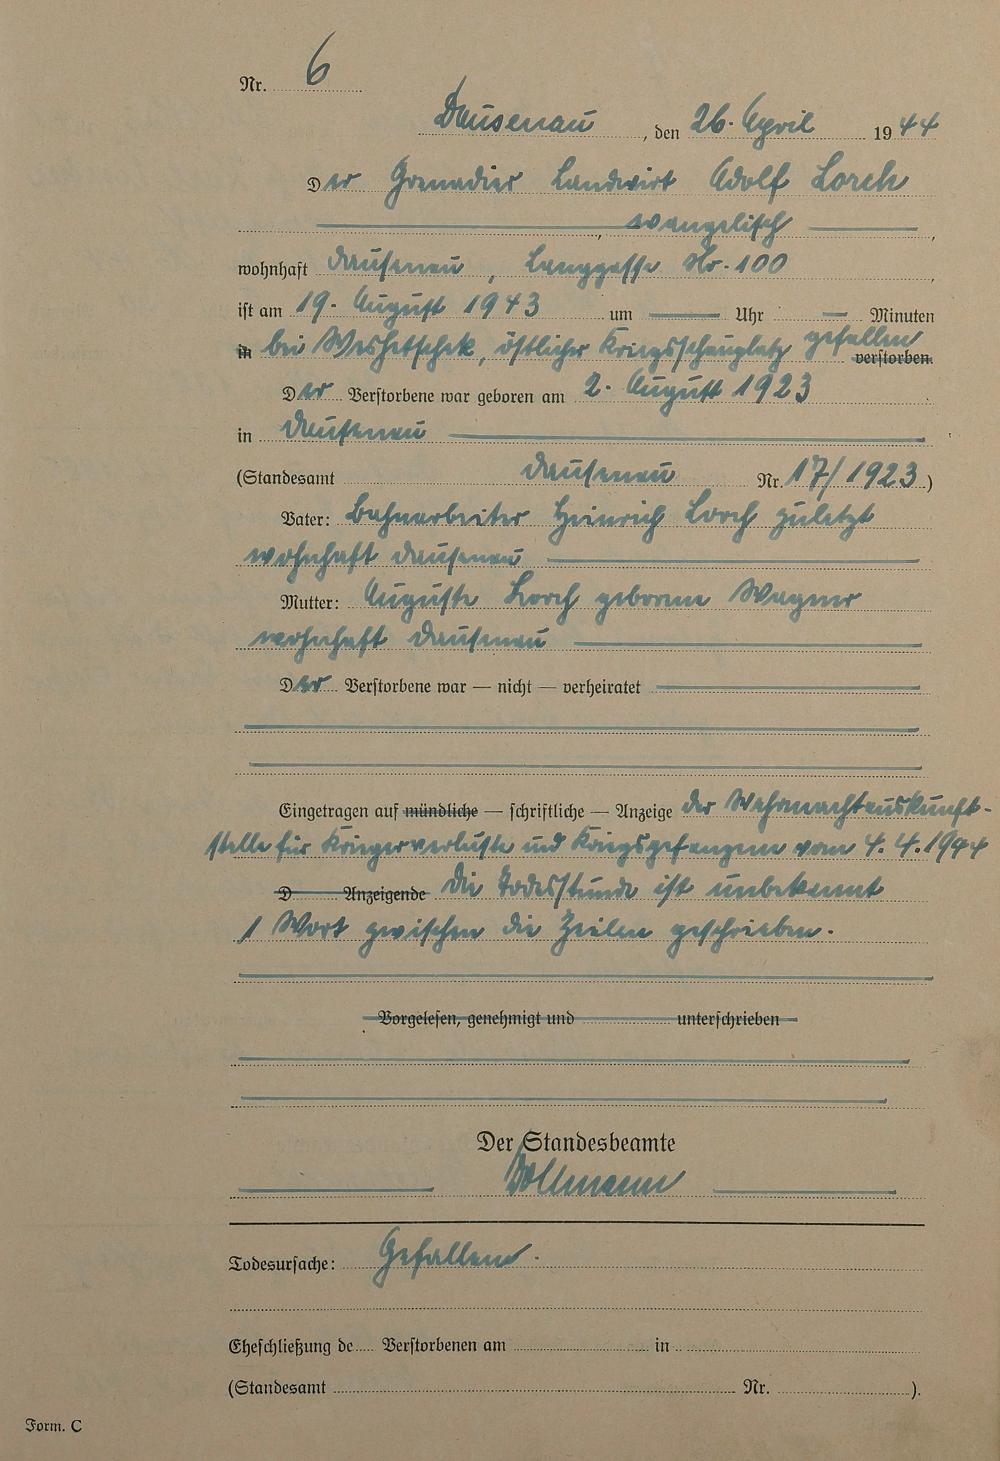 Nr. 6
Dausenau, den 26. April 1944
Der Grenadier Landwirt Adolf Lorch
, evangelisch,
wohnhaft Dausenau, Langgasse Nr. 100,
ist am 19. August 1943 um — Uhr — Minuten
in bei Weshetschek, östlicher Kriegsschauplatz gefallen verstorben.
Der Verstorbene war geboren am 2. August 1923
in Dausenau
(Standesamt Dausenau Nr. 17/1923)
Vater: Bahnarbeiter Heinrich Lorch zuletzt
wohnhaft Dausenau
Mutter: Auguste Lorch geborene Wagner
wohnhaft Dausenau
Der Verstorbene war — nicht — verheiratet
Eingetragen auf mündliche — schriftliche — Anzeige der Wehrmachtauskunft-
stelle für Kriegerverluste und Kriegsgefangene vom 4.4.1944
D Anzeigende Die Todesstunde ist unbekannt
1 Wort zwischen die Zeilen geschrieben.
Vorgelesen, genehmigt und unterschrieben
Der Standesbeamte
Vollmann
Todesursache: Gefallen.
Eheschließung de Verstorbenen am in
(Standesamt Nr. ).
Form. C